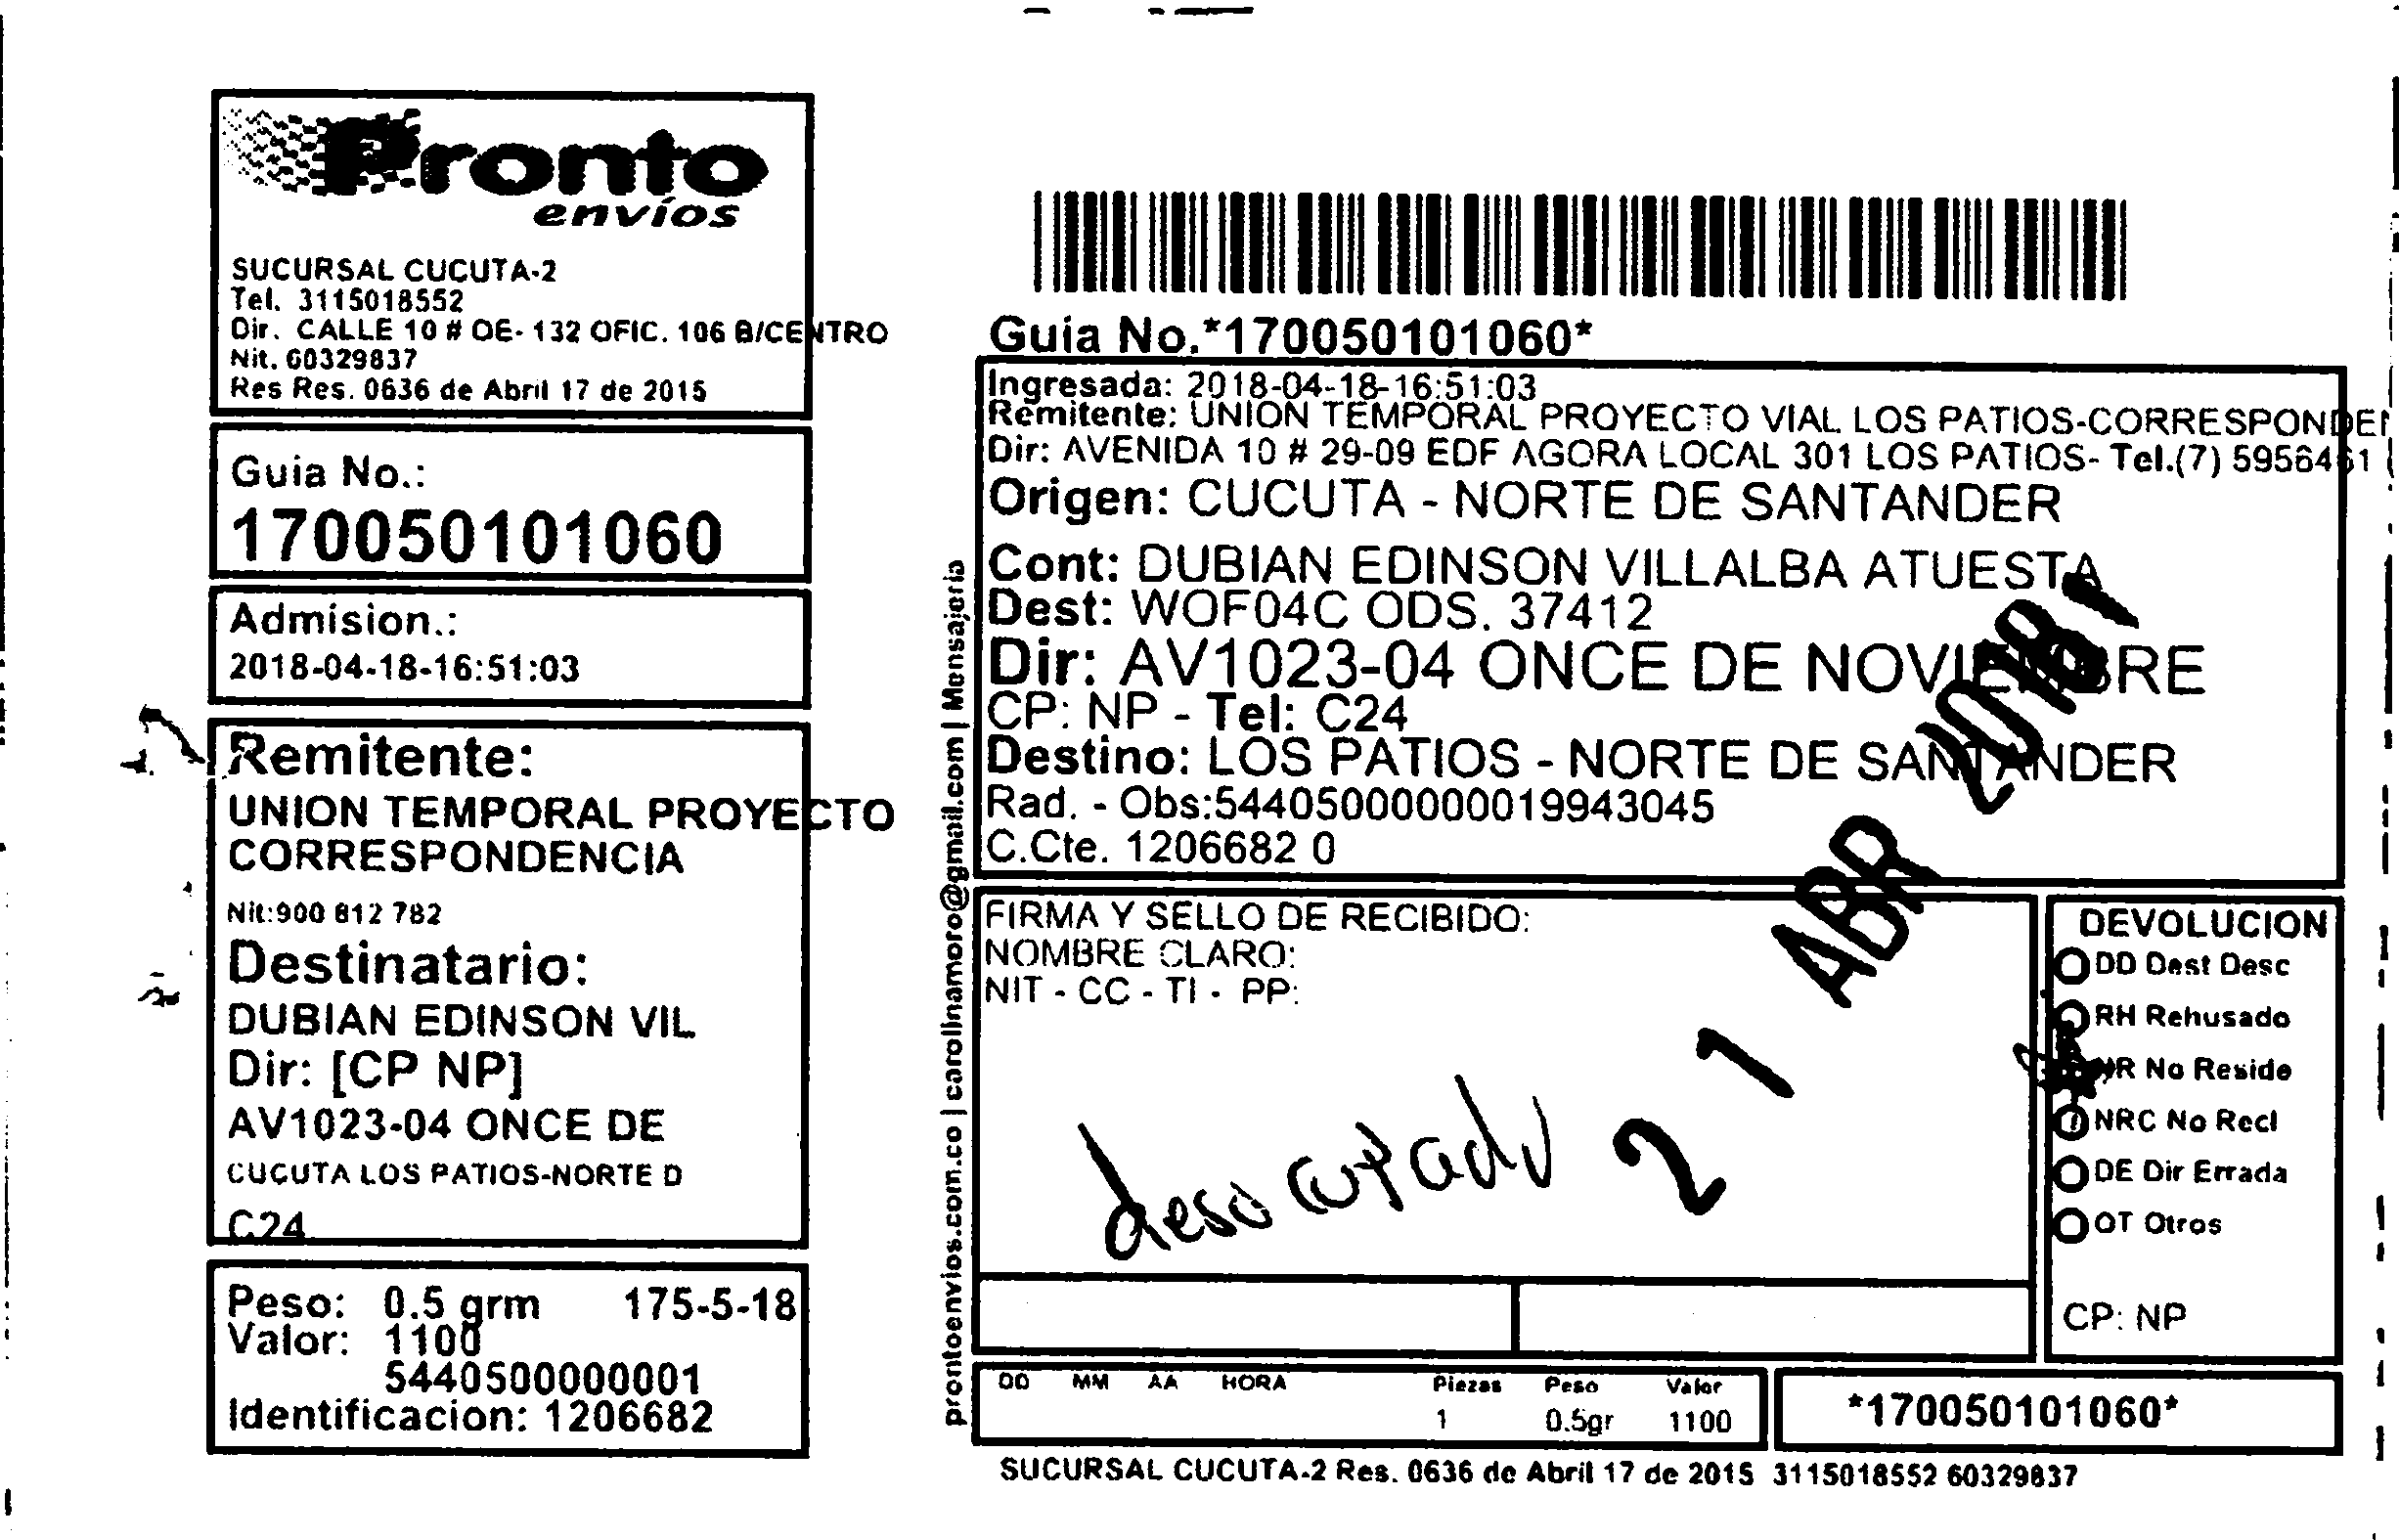 Pronto
envíos
SUCURSAL CUCUTA-2
Tel. 3115018552
Dir. CALLE 10 # OE- 132 OFIC. 106 B/CENTRO
Nit. 60329837
Res Res. 0636 de Abril 17 de 2015
Guia No.:
170050101060
Admision.:
2018-04-18-16:51:03
Remitente:
UNION TEMPORAL PROYECTO
CORRESPONDENCIA
Nit:900 812 782
Destinatario:
DUBIAN EDINSON VIL
Dir: [CP NP]
AV1023-04 ONCE DE
CUCUTA LOS PATIOS-NORTE D
C24
Peso: 0.5 grm 175-5-18
Valor: 1100
5440500000001
Identificacion: 1206682
prontoenvios.com.co | carolinamoro@gmail.com | Mensajeria
Guia No.*170050101060*
Ingresada: 2018-04-18-16:51:03
Remitente: UNION TEMPORAL PROYECTO VIAL LOS PATIOS-CORRESPONDEN
Dir: AVENIDA 10 # 29-09 EDF AGORA LOCAL 301 LOS PATIOS- Tel.(7) 5956461
Origen: CUCUTA - NORTE DE SANTANDER
Cont: DUBIAN EDINSON VILLALBA ATUESTA
Dest: WOF04C ODS. 37412
Dir: AV1023-04 ONCE DE NOVIEMBRE
CP: NP - Tel: C24
Destino: LOS PATIOS - NORTE DE SANTANDER
Rad. - Obs:544050000000019943045
C.Cte. 1206682 0
FIRMA Y SELLO DE RECIBIDO:
NOMBRE CLARO:
NIT - CC - TI - PP:
desocupado
21 ABR 2018
DEVOLUCION
DD Dest Desc
RH Rehusado
NR No Reside
NRC No Recl
DE Dir Errada
OT Otros
CP: NP
DD MM AA HORA Piezas Peso Valor
1 0.5gr 1100
*170050101060*
SUCURSAL CUCUTA-2 Res. 0636 de Abril 17 de 2015 3115018552 60329837